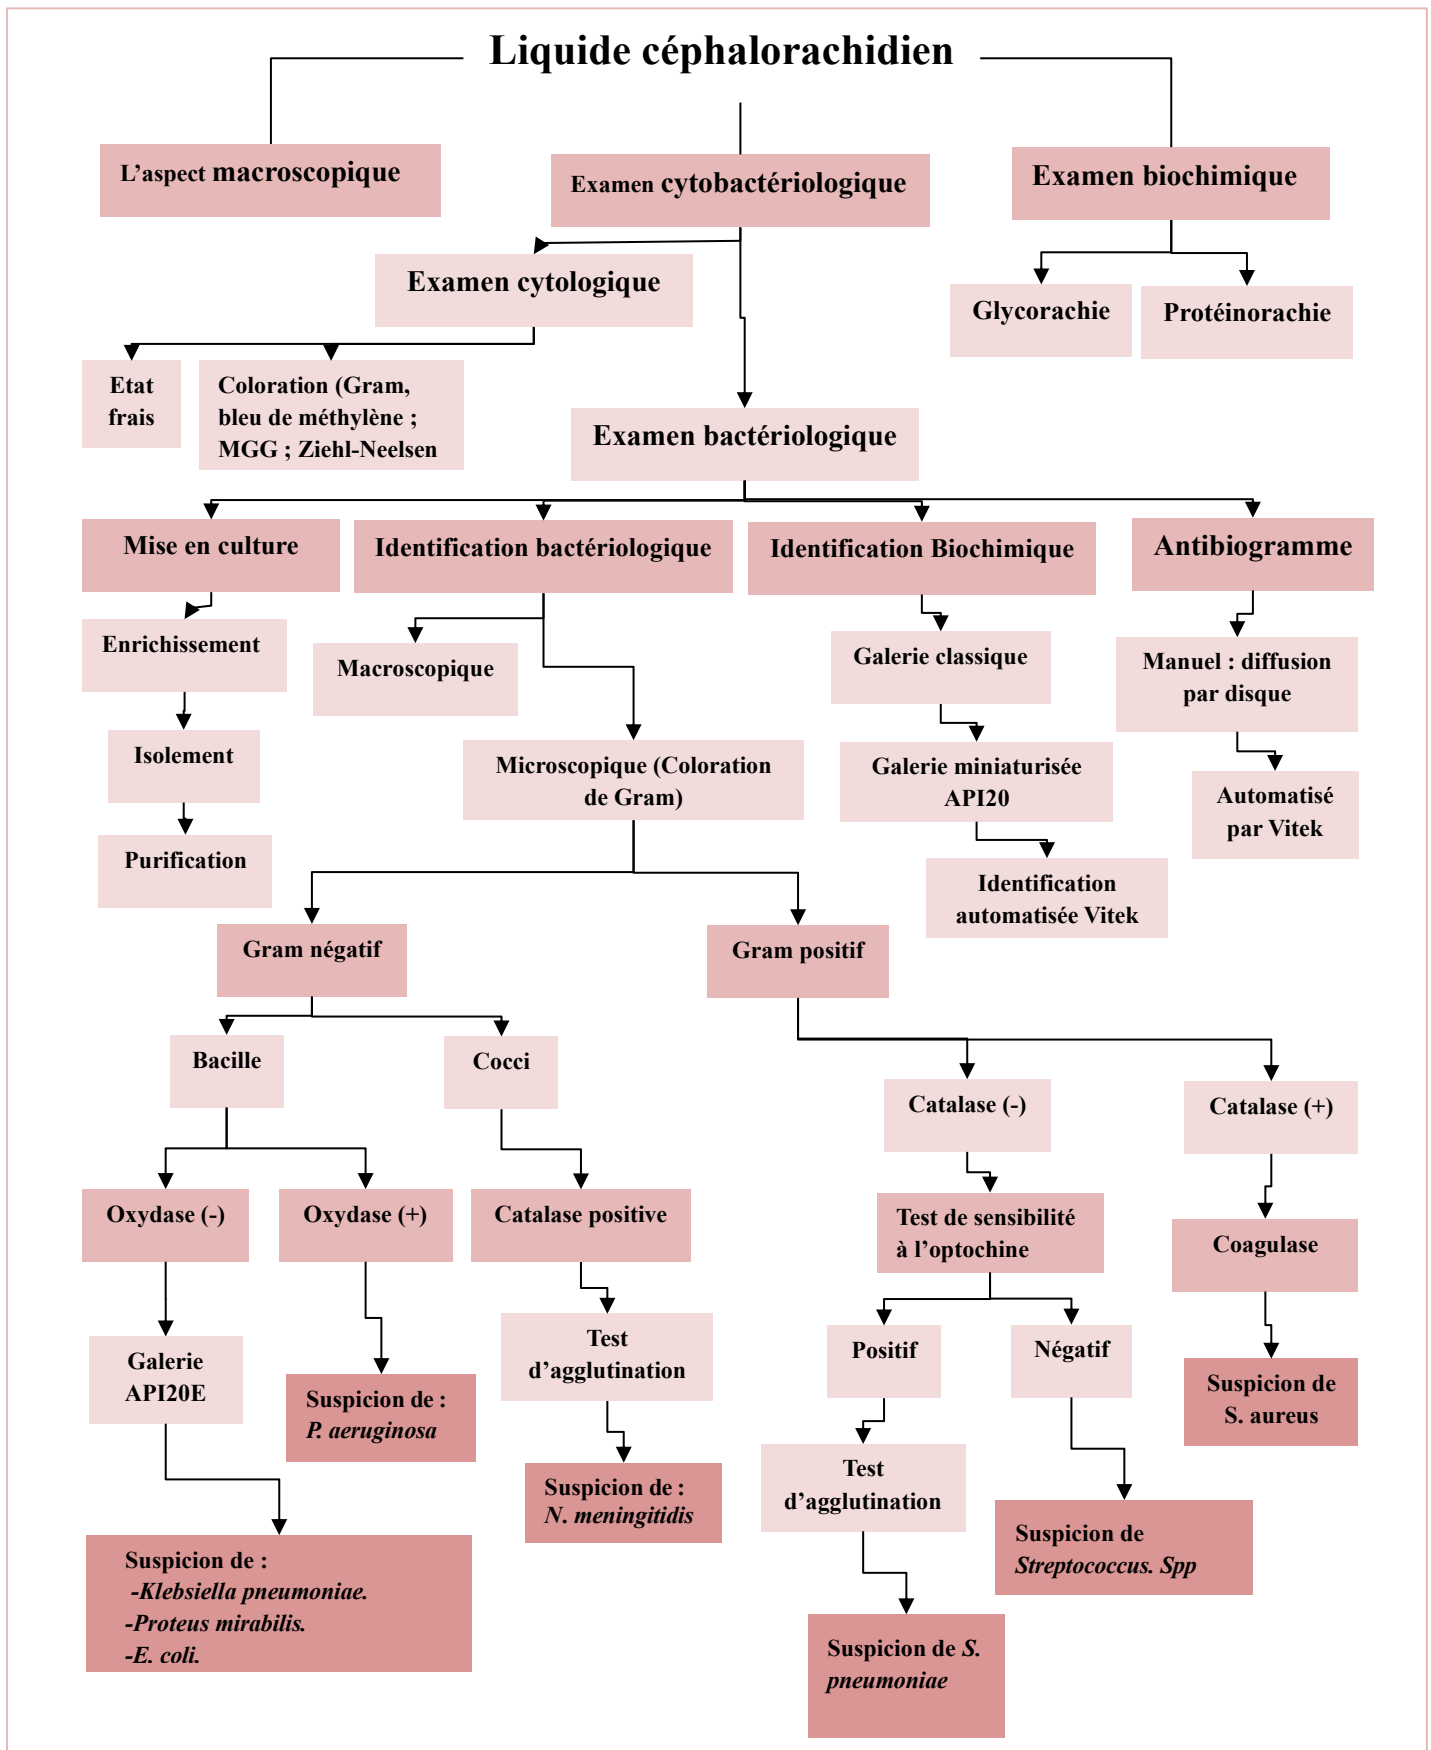 Liquide céphalorachidien
L’aspect macroscopique
Examen cytobactériologique
Examen biochimique
Examen cytologique
Glycorachie
Protéinorachie
Etat
frais
Coloration (Gram,
bleu de méthylène ;
MGG ; Ziehl-Neelsen
Examen bactériologique
Mise en culture
Identification bactériologique
Identification Biochimique
Antibiogramme
Enrichissement
Macroscopique
Galerie classique
Manuel : diffusion
par disque
Isolement
Microscopique (Coloration
de Gram)
Galerie miniaturisée
API20
Automatisé
par Vitek
Purification
Identification
automatisée Vitek
Gram négatif
Gram positif
Bacille
Cocci
Catalase (-)
Catalase (+)
Oxydase (-)
Oxydase (+)
Catalase positive
Test de sensibilité
à l’optochine
Coagulase
Galerie
API20E
Suspicion de :
P. aeruginosa
Test
d’agglutination
Positif
Négatif
Suspicion de
S. aureus
Suspicion de :
N. meningitidis
Test
d’agglutination
Suspicion de
Streptococcus. Spp
Suspicion de :
-Klebsiella pneumoniae.
-Proteus mirabilis.
-E. coli.
Suspicion de S.
pneumoniae